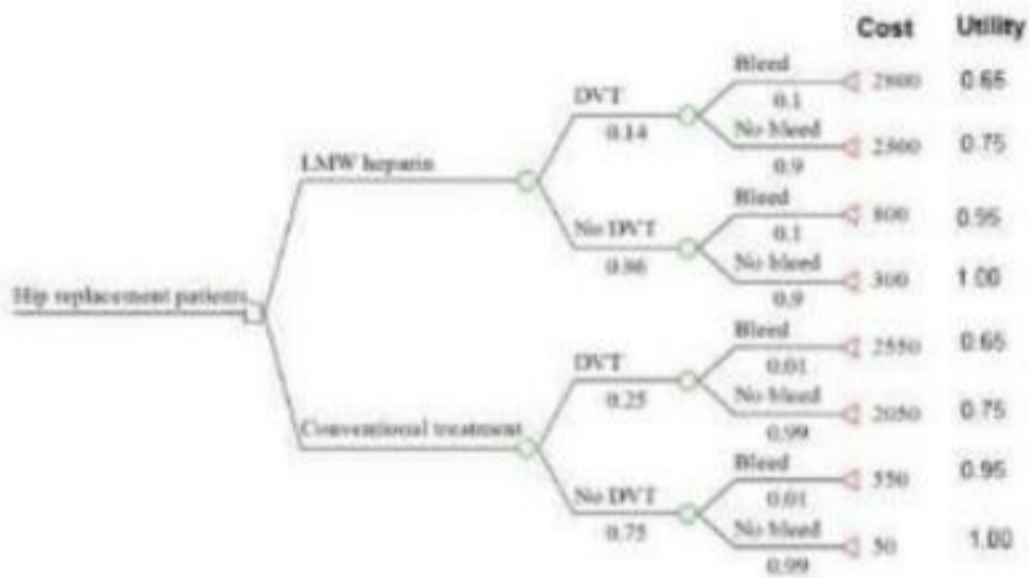 Cost Utility
Bleed
DVT 0.1 2800 0.65
0.14 No bleed
LMW heparin 0.9 2300 0.75
Bleed
No DVT 0.1 800 0.95
0.86 No bleed
Hip replacement patients 0.9 300 1.00
Bleed
DVT 0.01 2550 0.65
0.25 No bleed
Conventional treatment 0.99 2050 0.75
Bleed
No DVT 0.01 550 0.95
0.75 No bleed
0.99 50 1.00